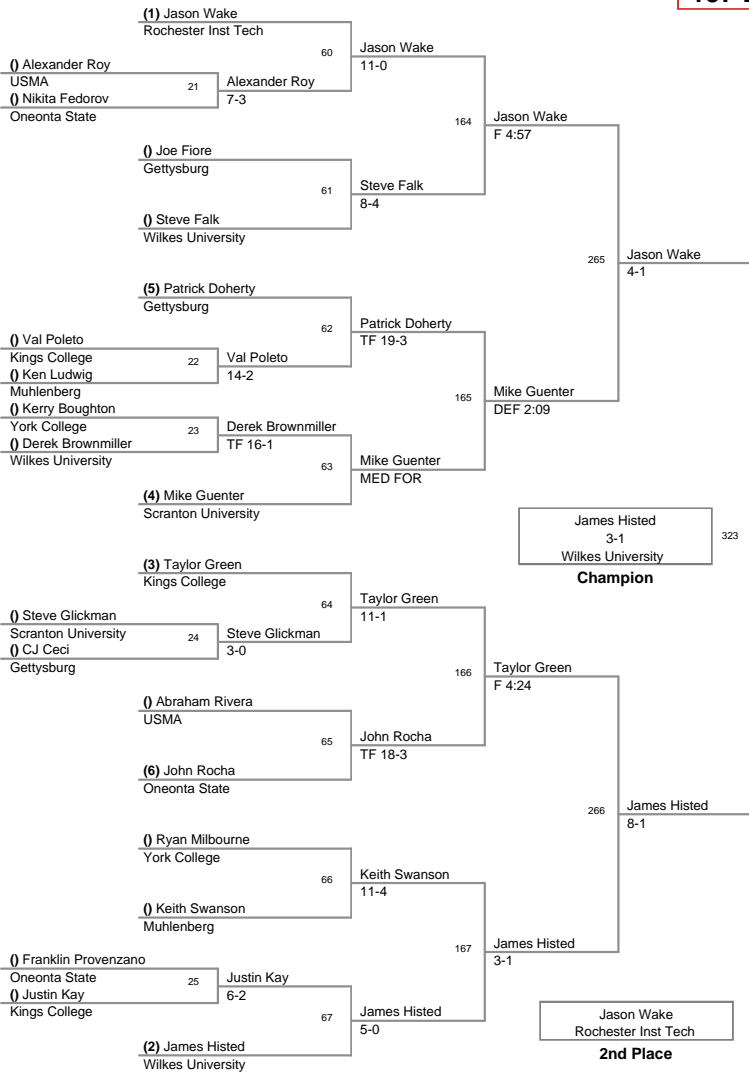 (1) Jason Wake
Rochester Inst Tech
60
Jason Wake
11-0
() Alexander Roy
USMA
21
Alexander Roy
7-3
() Nikita Fedorov
Oneonta State
164
Jason Wake
F 4:57
() Joe Fiore
Gettysburg
61
Steve Falk
8-4
() Steve Falk
Wilkes University
265
Jason Wake
4-1
(5) Patrick Doherty
Gettysburg
62
Patrick Doherty
TF 19-3
() Val Poleto
Kings College
22
Val Poleto
14-2
() Ken Ludwig
Muhlenberg
165
Mike Guenter
DEF 2:09
() Kerry Boughton
York College
23
Derek Brownmiller
TF 16-1
() Derek Brownmiller
Wilkes University
63
Mike Guenter
MED FOR
(4) Mike Guenter
Scranton University
James Histed
3-1
Wilkes University
323
Champion
(3) Taylor Green
Kings College
64
Taylor Green
11-1
() Steve Glickman
Scranton University
24
Steve Glickman
3-0
() CJ Ceci
Gettysburg
166
Taylor Green
F 4:24
() Abraham Rivera
USMA
65
John Rocha
TF 18-3
(6) John Rocha
Oneonta State
266
James Histed
8-1
() Ryan Milbourne
York College
66
Keith Swanson
11-4
() Keith Swanson
Muhlenberg
167
James Histed
3-1
() Franklin Provenzano
Oneonta State
25
Justin Kay
6-2
() Justin Kay
Kings College
67
James Histed
5-0
(2) James Histed
Wilkes University
Jason Wake
Rochester Inst Tech
2nd Place